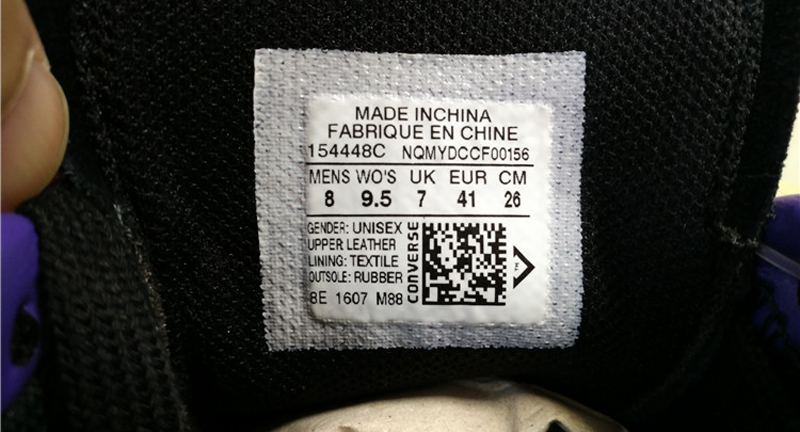 MADE INCHINA
FABRIQUE EN CHINE
154448C NQMYDCCF00156
MENS WO'S UK EUR CM
8 9.5 7 41 26
GENDER: UNISEX
UPPER: LEATHER
LINING: TEXTILE
OUTSOLE: RUBBER
8E 1607 M88
CONVERSE
TM